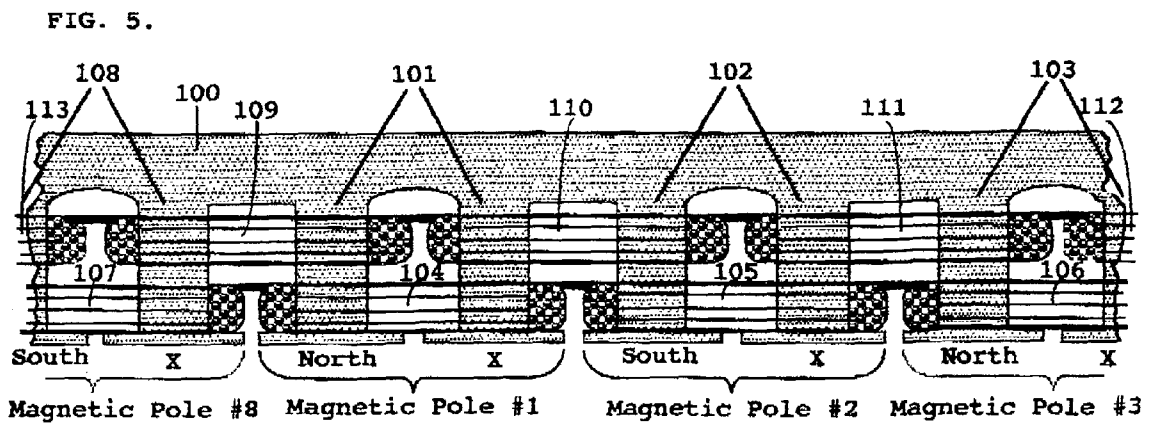 FIG. 5.
108 101 102 103
113 100 109 110 111 112
107 104 105 106
South X North X South X North X
Magnetic Pole #8 Magnetic Pole #1 Magnetic Pole #2 Magnetic Pole #3